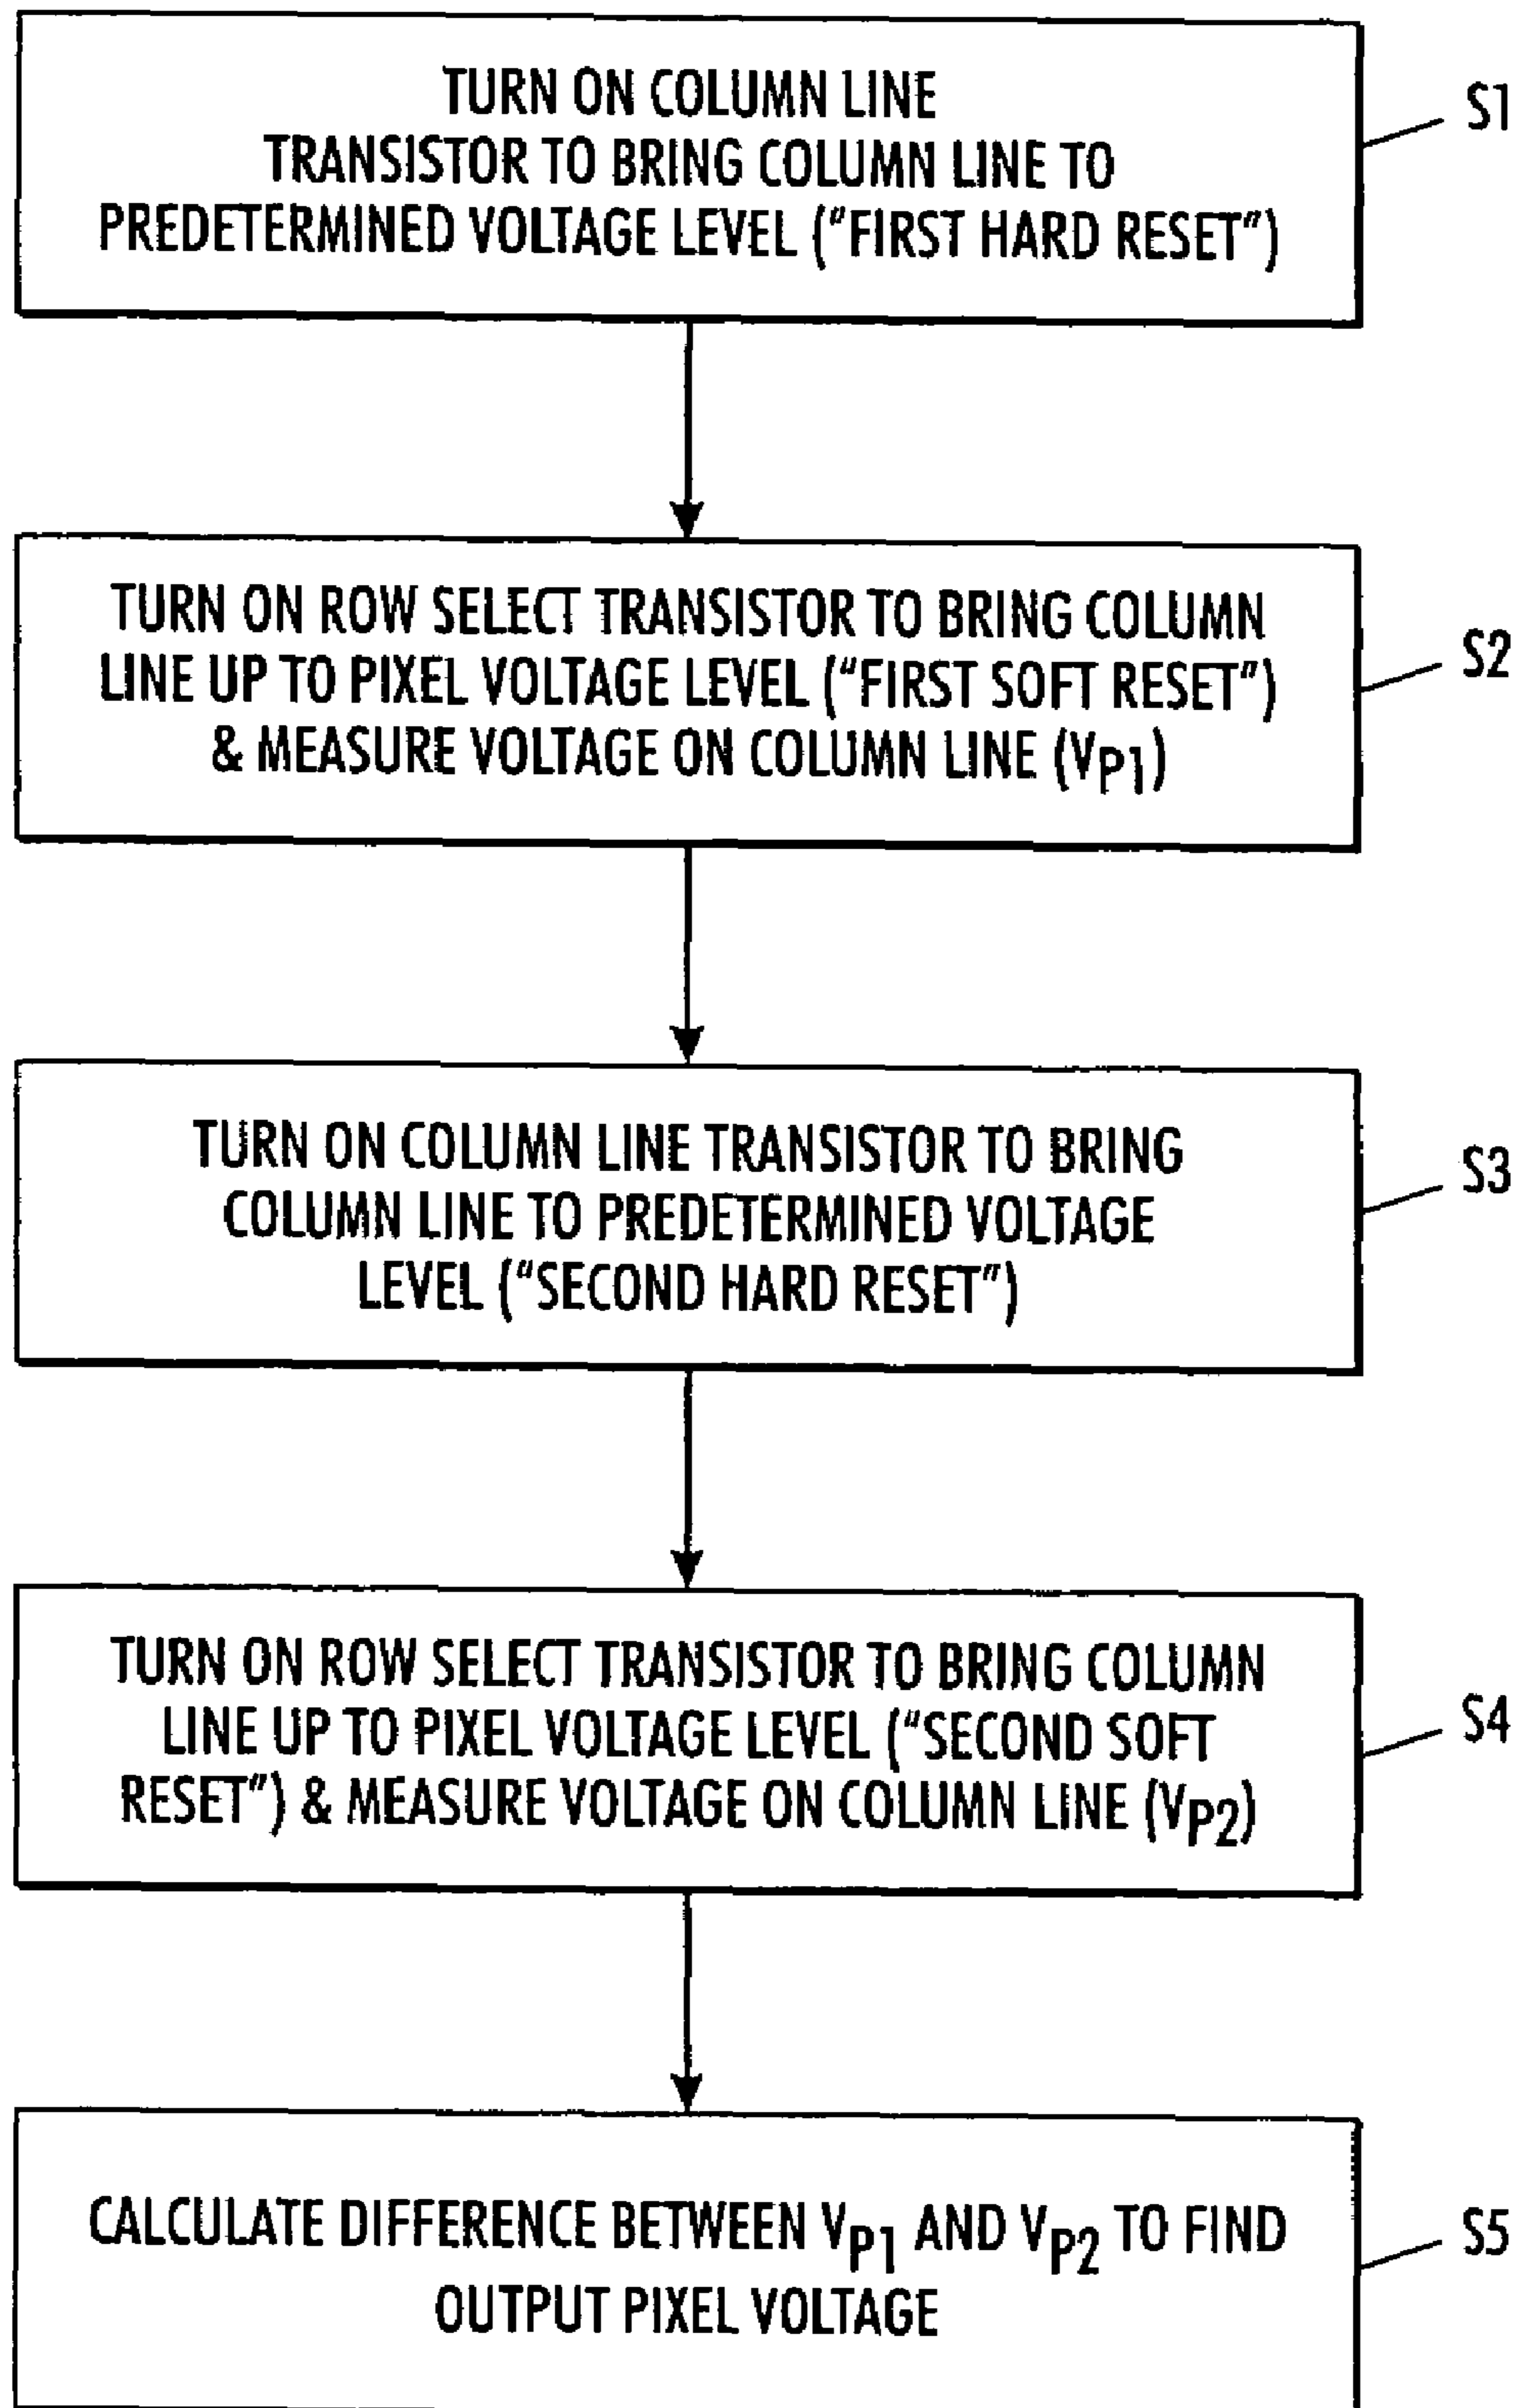 TURN ON COLUMN LINE
TRANSISTOR TO BRING COLUMN LINE TO
PREDETERMINED VOLTAGE LEVEL ("FIRST HARD RESET")
S1
TURN ON ROW SELECT TRANSISTOR TO BRING COLUMN
LINE UP TO PIXEL VOLTAGE LEVEL ("FIRST SOFT RESET")
& MEASURE VOLTAGE ON COLUMN LINE (VP1)
S2
TURN ON COLUMN LINE TRANSISTOR TO BRING
COLUMN LINE TO PREDETERMINED VOLTAGE
LEVEL ("SECOND HARD RESET")
S3
TURN ON ROW SELECT TRANSISTOR TO BRING COLUMN
LINE UP TO PIXEL VOLTAGE LEVEL ("SECOND SOFT
RESET") & MEASURE VOLTAGE ON COLUMN LINE (VP2)
S4
CALCULATE DIFFERENCE BETWEEN VP1 AND VP2 TO FIND
OUTPUT PIXEL VOLTAGE
S5